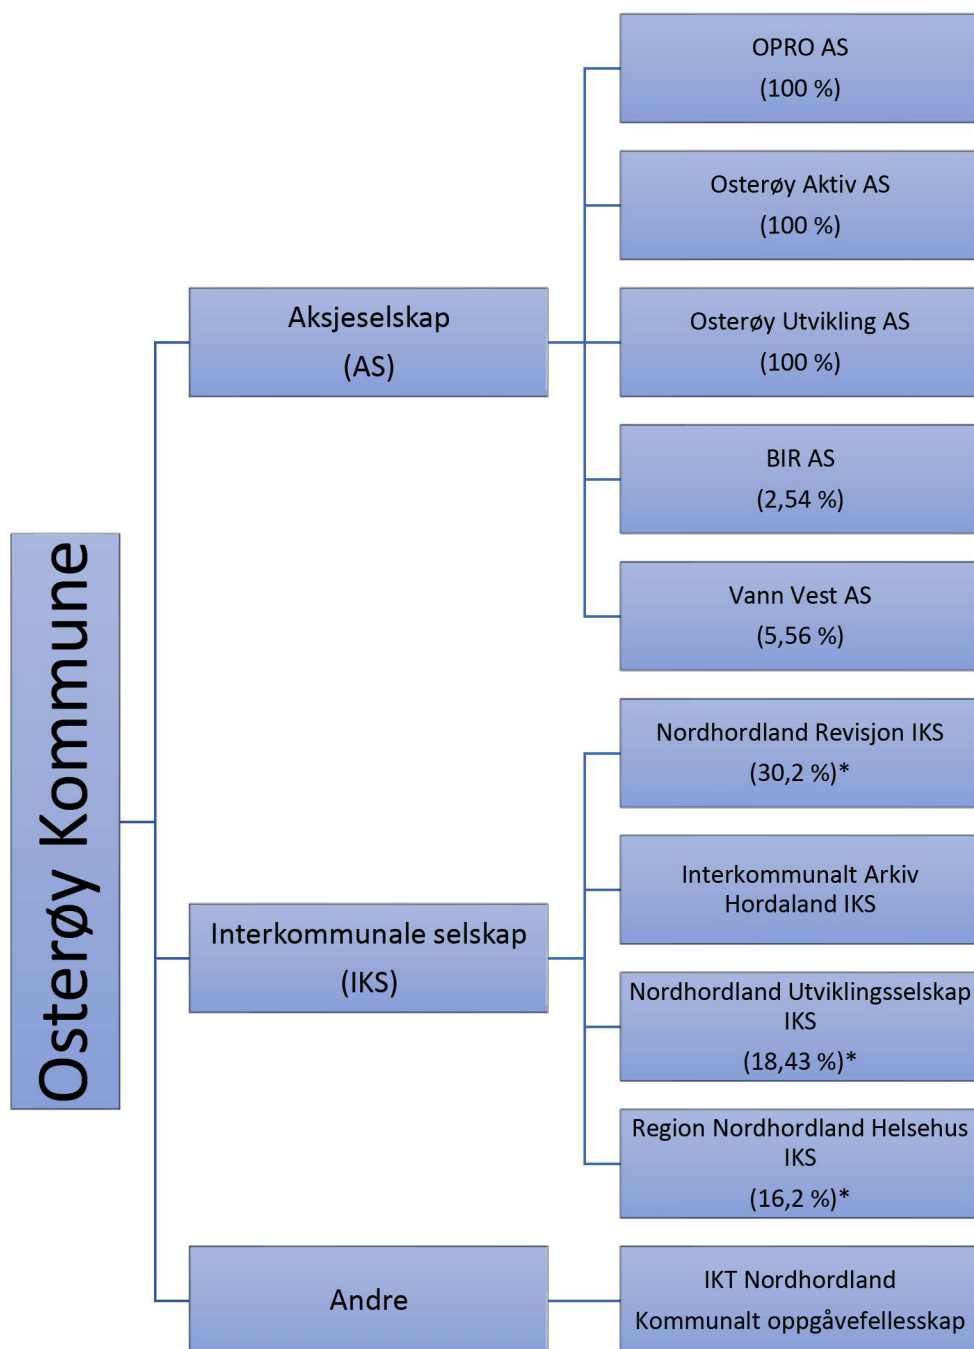 Osterøy Kommune
Aksjeselskap
(AS)
OPRO AS
(100 %)
Osterøy Aktiv AS
(100 %)
Osterøy Utvikling AS
(100 %)
BIR AS
(2,54 %)
Vann Vest AS
(5,56 %)
Interkommunale selskap
(IKS)
Nordhordland Revisjon IKS
(30,2 %)*
Interkommunalt Arkiv
Hordaland IKS
Nordhordland Utviklingsselskap
IKS
(18,43 %)*
Region Nordhordland Helsehus
IKS
(16,2 %)*
Andre
IKT Nordhordland
Kommunalt oppgåvefellesskap